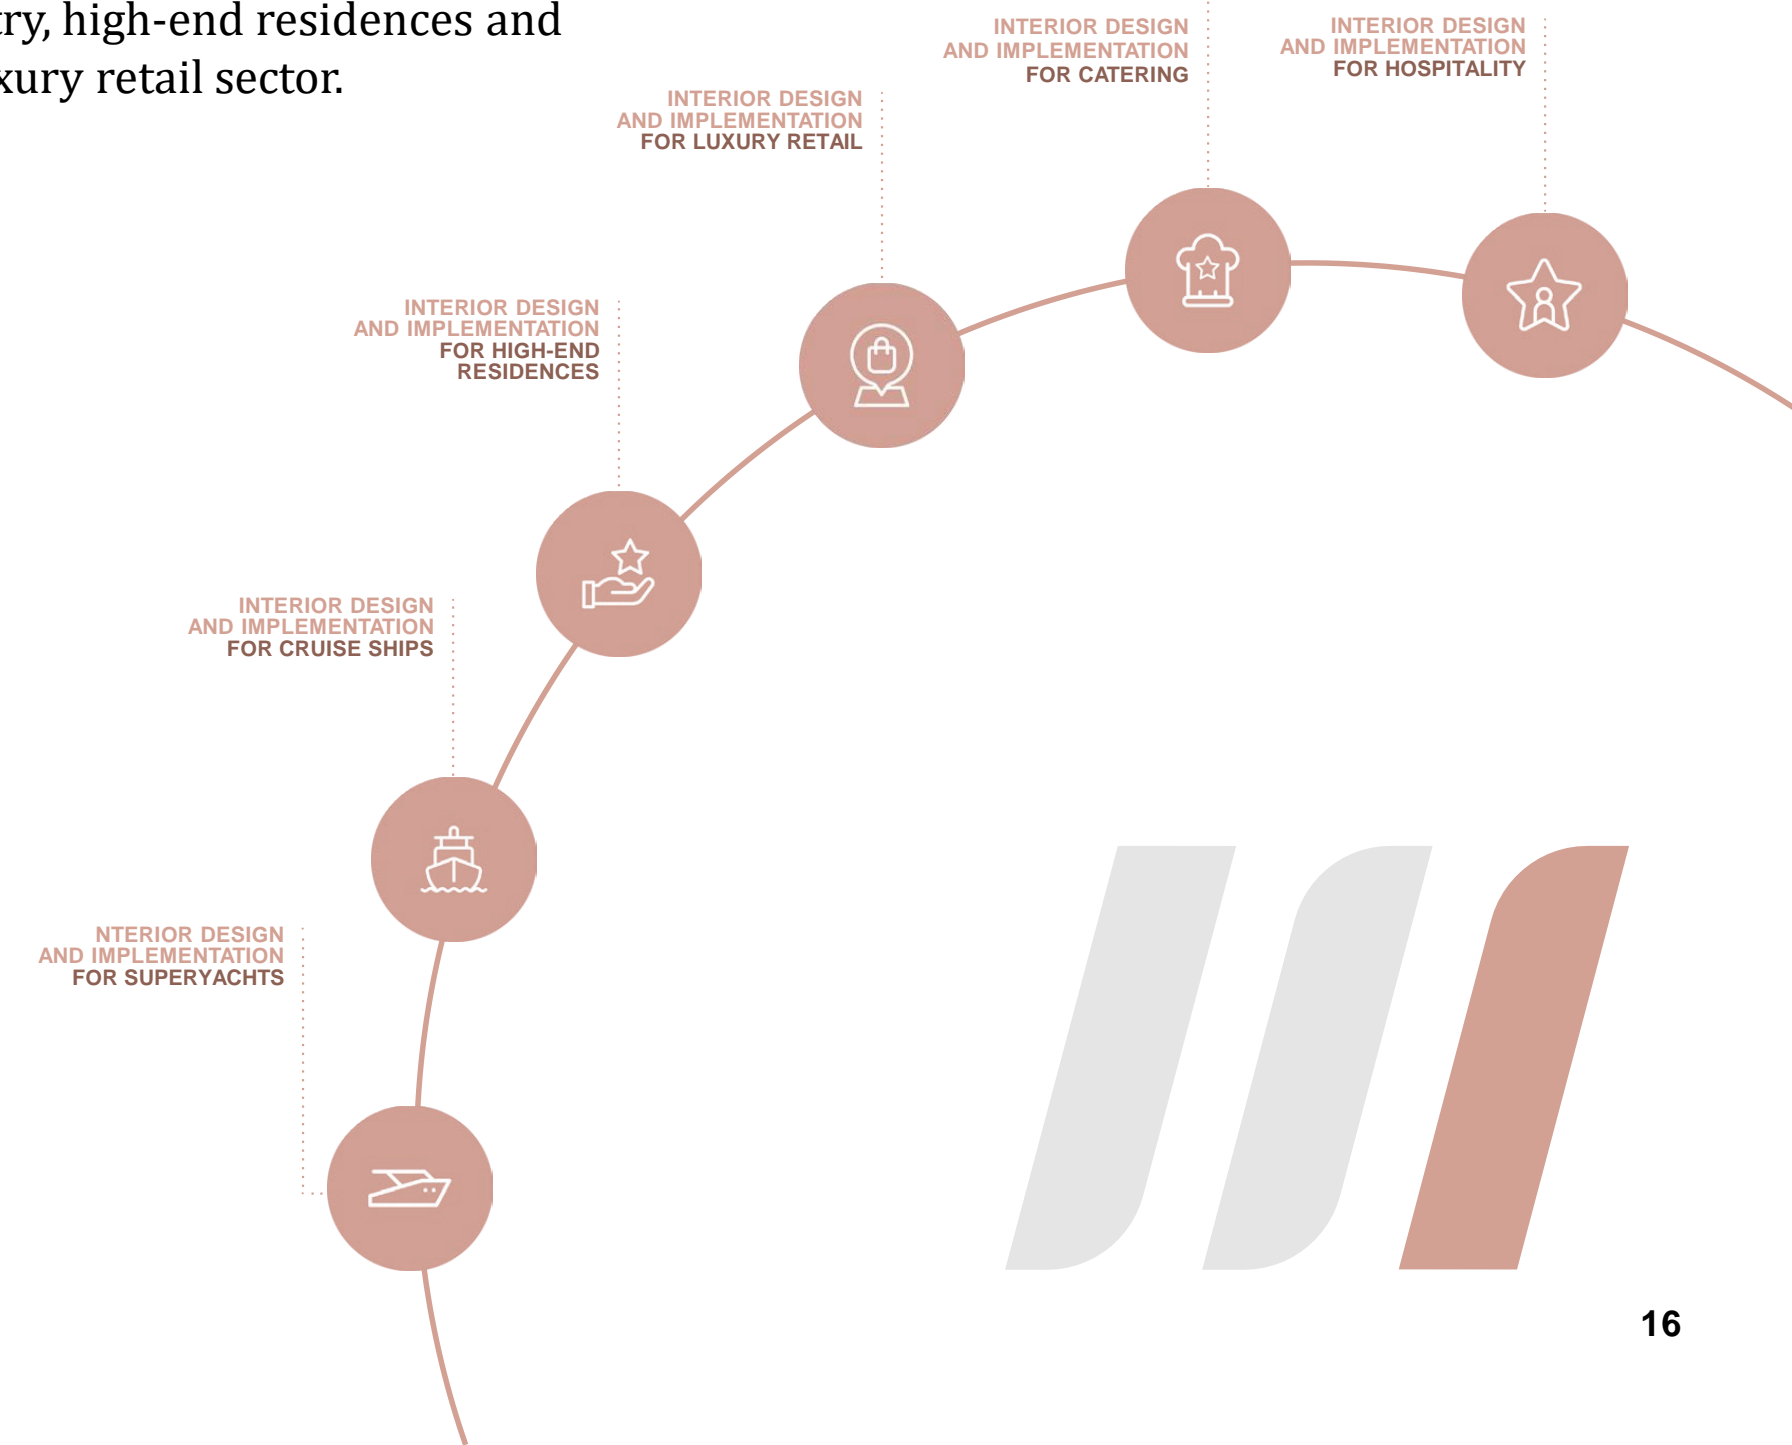 try, high-end residences and
xury retail sector.
INTERIOR DESIGN
AND IMPLEMENTATION
FOR CATERING
INTERIOR DESIGN
AND IMPLEMENTATION
FOR HOSPITALITY
INTERIOR DESIGN
AND IMPLEMENTATION
FOR LUXURY RETAIL
INTERIOR DESIGN
AND IMPLEMENTATION
FOR HIGH-END
RESIDENCES
INTERIOR DESIGN
AND IMPLEMENTATION
FOR CRUISE SHIPS
NTERIOR DESIGN
AND IMPLEMENTATION
FOR SUPERYACHTS
16